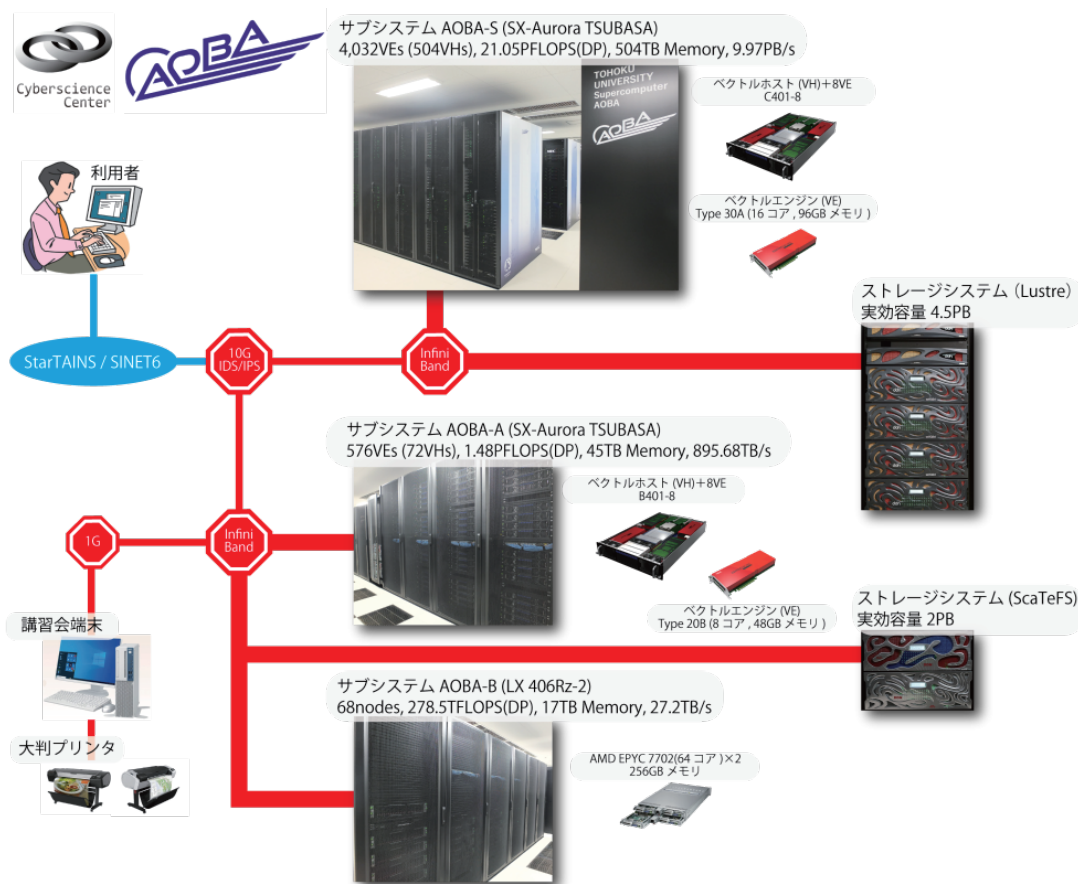 Cyberscience
Center
AOBA
サブシステム AOBA-S (SX-Aurora TSUBASA)
4,032VEs (504VHs), 21.05PFLOPS(DP), 504TB Memory, 9.97PB/s
TOHOKU
UNIVERSITY
Supercomputer
AOBA
AOBA
ベクトルホスト (VH)＋8VE
C401-8
ベクトルエンジン (VE)
Type 30A (16 コア , 96GB メモリ )
利用者
StarTAINS / SINET6
10G
IDS/IPS
Infini
Band
ストレージシステム（Lustre）
実効容量 4.5PB
サブシステム AOBA-A (SX-Aurora TSUBASA)
576VEs (72VHs), 1.48PFLOPS(DP), 45TB Memory, 895.68TB/s
ベクトルホスト (VH)＋8VE
B401-8
ベクトルエンジン (VE)
Type 20B (8 コア , 48GB メモリ )
1G
Infini
Band
講習会端末
大判プリンタ
ストレージシステム (ScaTeFS)
実効容量 2PB
サブシステム AOBA-B (LX 406Rz-2)
68nodes, 278.5TFLOPS(DP), 17TB Memory, 27.2TB/s
AMD EPYC 7702(64 コア )×2
256GB メモリ